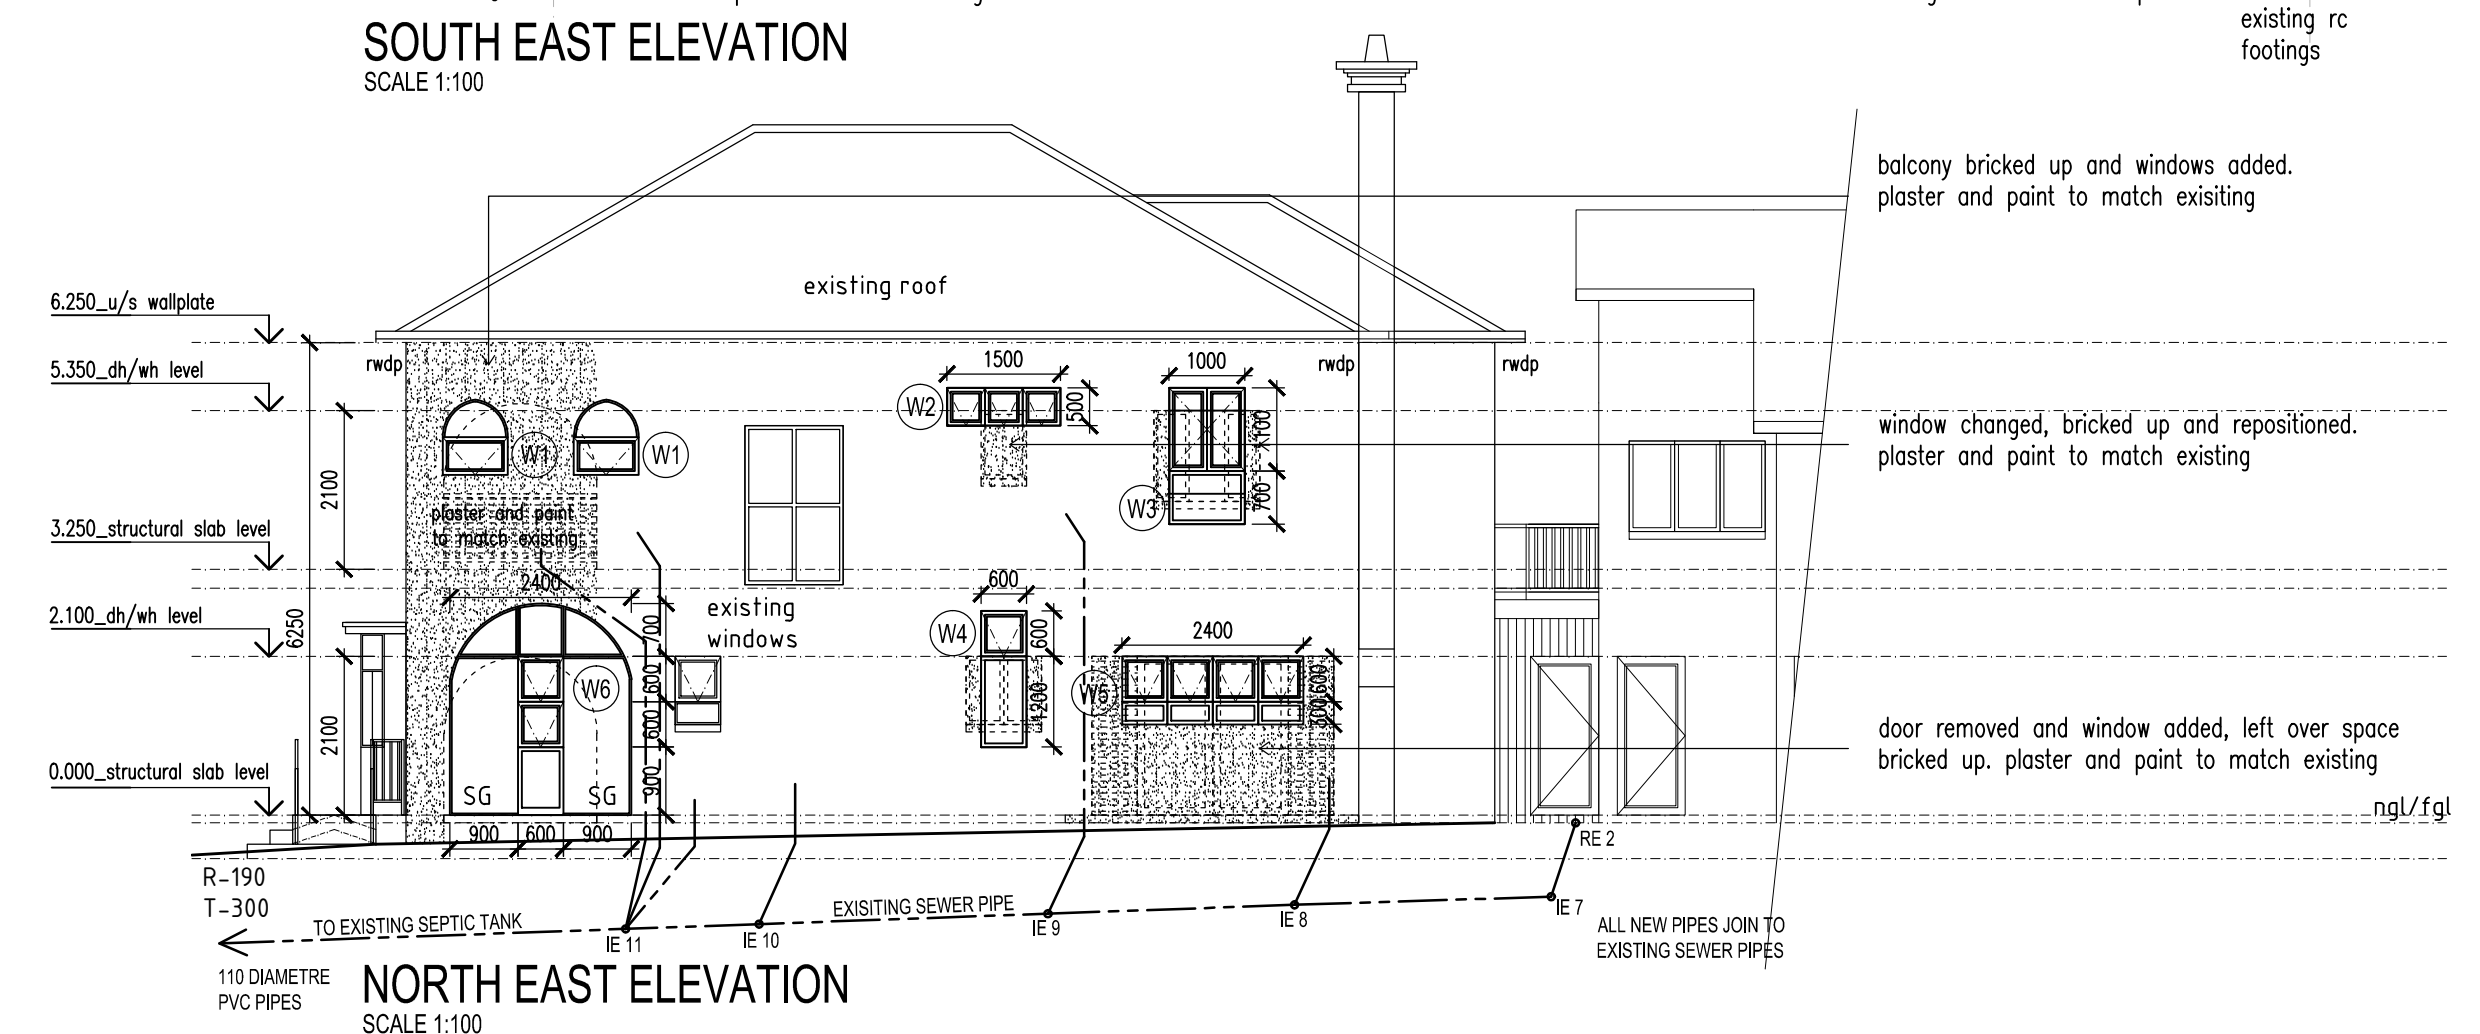 existing rc
footings
SOUTH EAST ELEVATION
SCALE 1:100
balcony bricked up and windows added.
plaster and paint to match exisiting
existing roof
6.250_u/s wallplate
5.350_dh/wh level
rwdp
rwdp
rwdp
1500
1000
W2
500
1100
W1
W1
window changed, bricked up and repositioned.
plaster and paint to match existing
2100
700
W3
plaster and paint
to match existing
3.250_structural slab level
2400
600
2.100_dh/wh level
6250
existing
windows
700
W4
600
2400
W6
600
1200
W5
600
300
2100
600
door removed and window added, left over space
bricked up. plaster and paint to match existing
0.000_structural slab level
900
SG
SG
ngl/fgl
900
600
900
RE 2
R-190
T-300
TO EXISTING SEPTIC TANK
EXISITING SEWER PIPE
IE 11
IE 10
IE 9
IE 8
IE 7
ALL NEW PIPES JOIN TO
EXISTING SEWER PIPES
110 DIAMETRE
PVC PIPES
NORTH EAST ELEVATION
SCALE 1:100